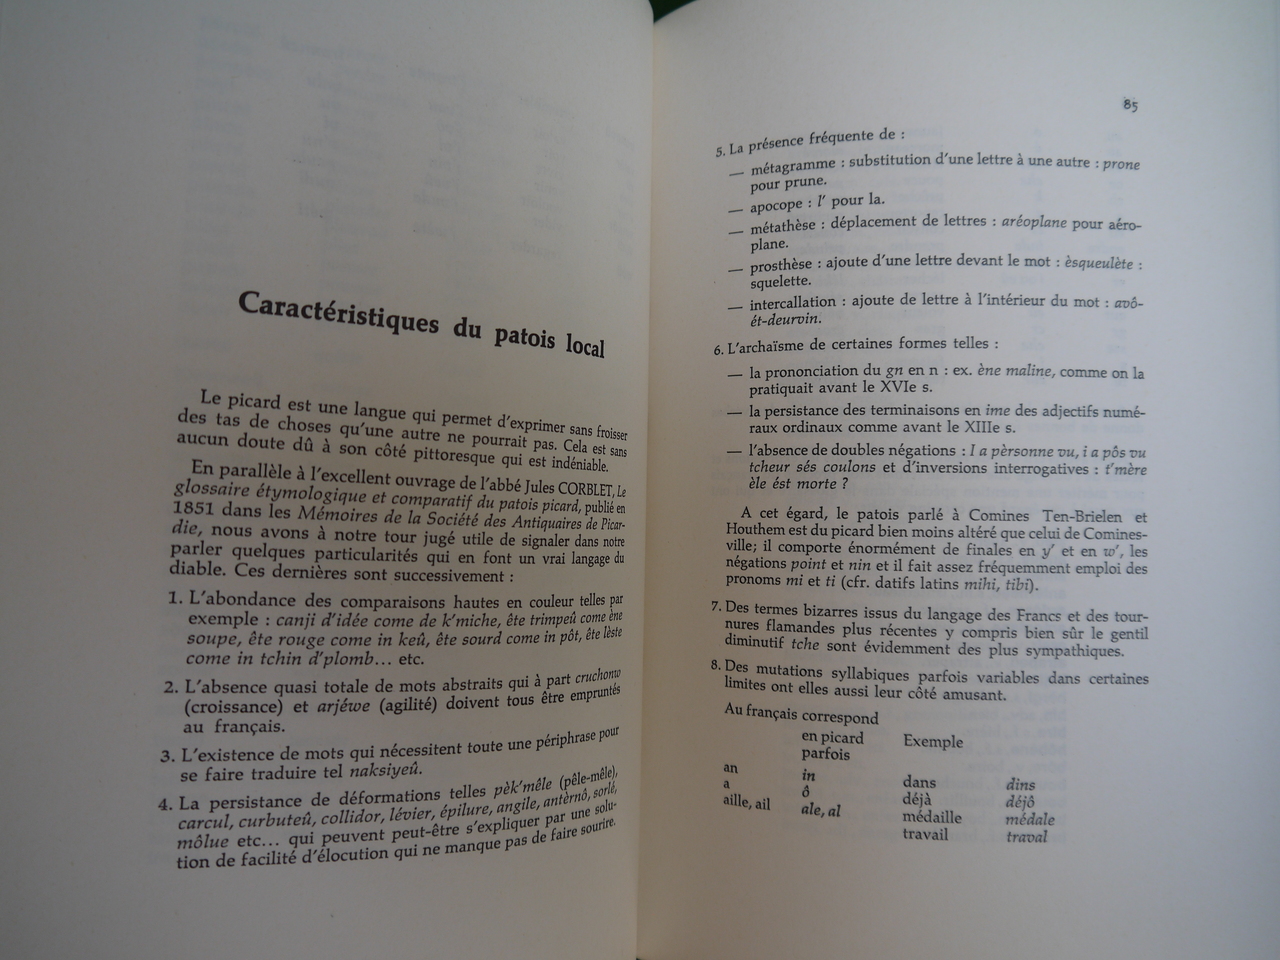 Caractéristiques du patois local
Le picard est une langue qui permet d'exprimer sans froisser
des tas de choses qu'une autre ne pourrait pas. Cela est sans
aucun doute dû à son côté pittoresque qui est indéniable.
En parallèle à l'excellent ouvrage de l'abbé Jules CORBLET, Le
glossaire étymologique et comparatif du patois picard, publié en
1851 dans les Mémoires de la Société des Antiquaires de Picar-
die, nous avons à notre tour jugé utile de signaler dans notre
parler quelques particularités qui en font un vrai langage du
diable. Ces dernières sont successivement :
1. L'abondance des comparaisons hautes en couleur telles par
exemple : canji d'idée come de k'miche, ête trimpeû come ène
soupe, ête rouge come in keû, ête sourd come in pôt, ête lèste
come in tchin d'plomb... etc.
2. L'absence quasi totale de mots abstraits qui à part cruchonw
(croissance) et arjéwe (agilité) doivent tous être empruntés
au français.
3. L'existence de mots qui nécessitent toute une périphrase pour
se faire traduire tel naksiyeû.
4. La persistance de déformations telles pèk'mêle (pêle-mêle),
carcul, curbuteû, collidor, lévier, épilure, angile, antèrnô, sorlé,
môlue etc... qui peuvent peut-être s'expliquer par une solu-
tion de facilité d'élocution qui ne manque pas de faire sourire.
85
5. La présence fréquente de :
— métagramme : substitution d'une lettre à une autre : prone
pour prune.
— apocope : l' pour la.
— métathèse : déplacement de lettres : aréoplane pour aéro-
plane.
— prosthèse : ajoute d'une lettre devant le mot : èsqueulète :
squelette.
— intercallation : ajoute de lettre à l'intérieur du mot : avô-
ét-deurvin.
6. L'archaïsme de certaines formes telles :
— la prononciation du gn en n : ex. ène maline, comme on la
pratiquait avant le XVIe s.
— la persistance des terminaisons en ime des adjectifs numé-
raux ordinaux comme avant le XIIIe s.
— l'absence de doubles négations : I a pèrsonne vu, i a pôs vu
tcheur sés coulons et d'inversions interrogatives : t'mère
èle ést morte ?
A cet égard, le patois parlé à Comines Ten-Brielen et
Houthem est du picard bien moins altéré que celui de Comines-
ville; il comporte énormément de finales en y' et en w', les
négations point et nin et il fait assez fréquemment emploi des
pronoms mi et ti (cfr. datifs latins mihi, tibi).
7. Des termes bizarres issus du langage des Francs et des tour-
nures flamandes plus récentes y compris bien sûr le gentil
diminutif tche sont évidemment des plus sympathiques.
8. Des mutations syllabiques parfois variables dans certaines
limites ont elles aussi leur côté amusant.
Au français correspond
en picard Exemple
parfois
an in dans dins
a ô déjà déjô
aille, ail ale, al médaille médale
travail traval